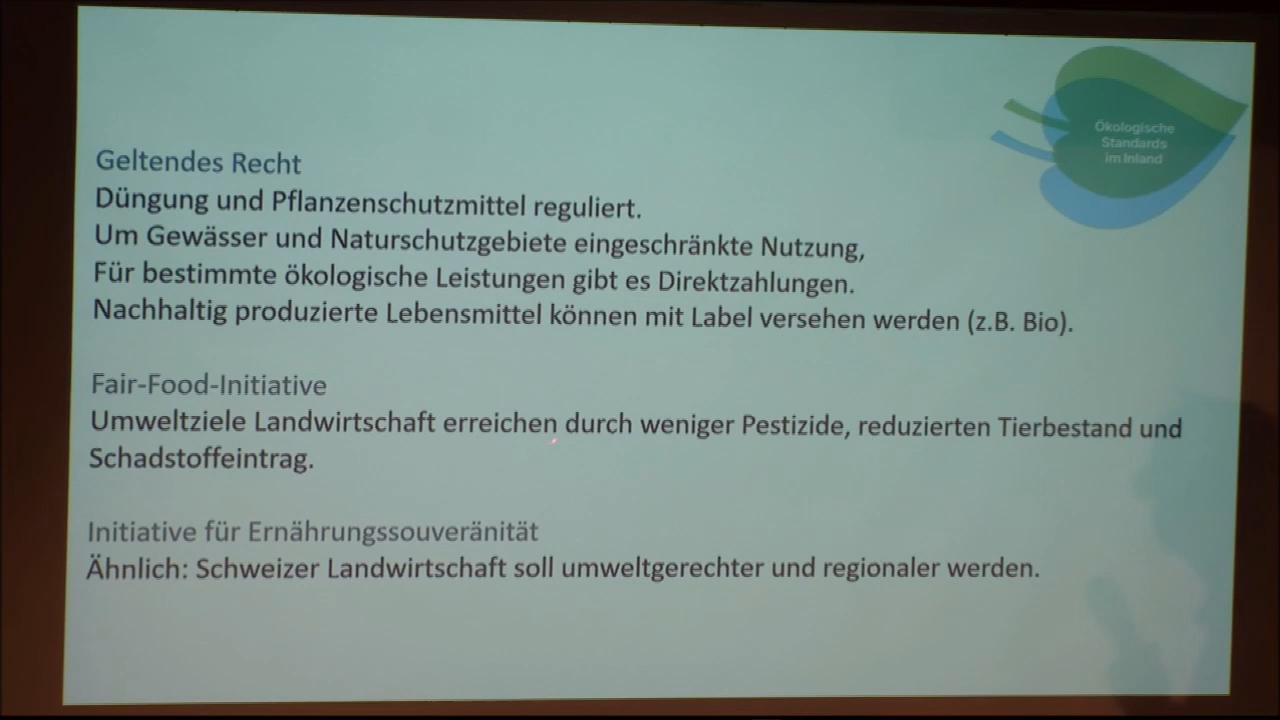 Ökologische
Standards
im Inland
Geltendes Recht
Düngung und Pflanzenschutzmittel reguliert.
Um Gewässer und Naturschutzgebiete eingeschränkte Nutzung,
Für bestimmte ökologische Leistungen gibt es Direktzahlungen.
Nachhaltig produzierte Lebensmittel können mit Label versehen werden (z.B. Bio).
Fair-Food-Initiative
Umweltziele Landwirtschaft erreichen durch weniger Pestizide, reduzierten Tierbestand und
Schadstoffeintrag.
Initiative für Ernährungssouveränität
Ähnlich: Schweizer Landwirtschaft soll umweltgerechter und regionaler werden.